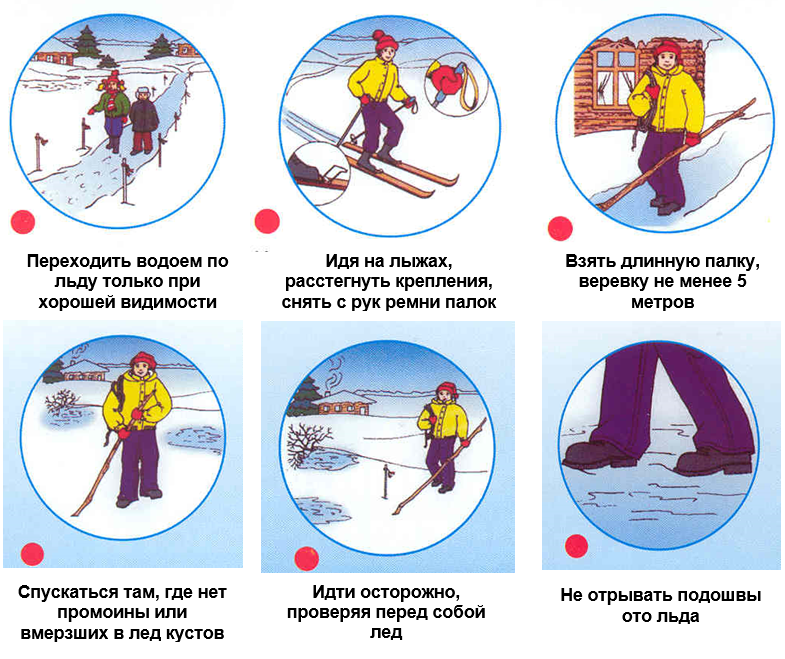 Переходить водоем по
льду только при
хорошей видимости
Идя на лыжах,
расстегнуть крепления,
снять с рук ремни палок
Взять длинную палку,
веревку не менее 5
метров
Спускаться там, где нет
промоины или
вмерзших в лед кустов
Идти осторожно,
проверяя перед собой
лед
Не отрывать подошвы
ото льда